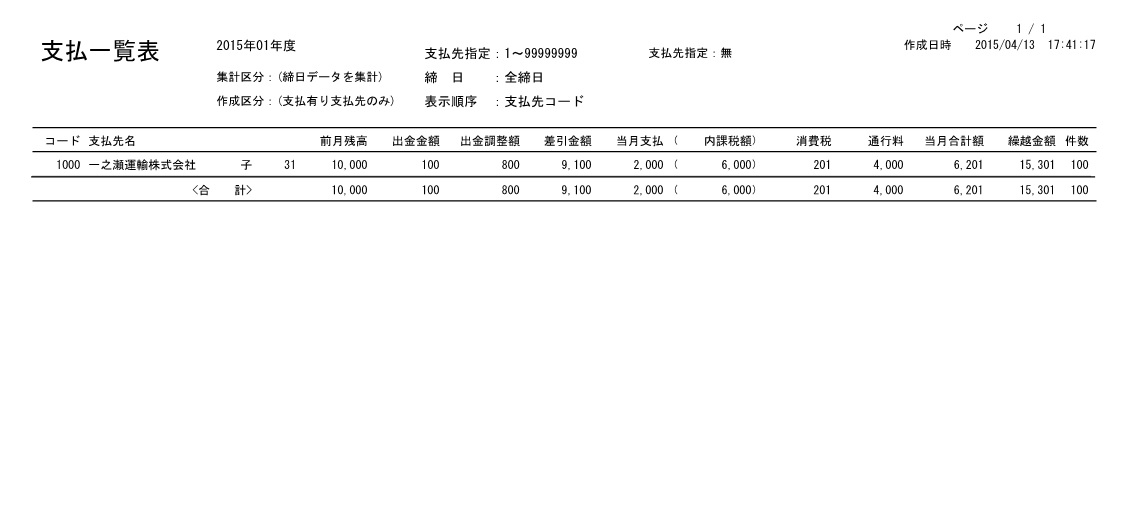 ページ 1 / 1
支払一覧表 2015年01年度 支払先指定：1～99999999 支払先指定：無 作成日時 2015/04/13 17:41:17
集計区分：(締日データを集計) 締　日 ：全締日
作成区分：(支払有り支払先のみ) 表示順序 ：支払先コード
コード 支払先名 前月残高 出金金額 出金調整額 差引金額 当月支払 ( 内課税額) 消費税 通行料 当月合計額 繰越金額 件数
1000 一之瀬運輸株式会社 子 31 10,000 100 800 9,100 2,000 ( 6,000) 201 4,000 6,201 15,301 100
<合　計> 10,000 100 800 9,100 2,000 ( 6,000) 201 4,000 6,201 15,301 100